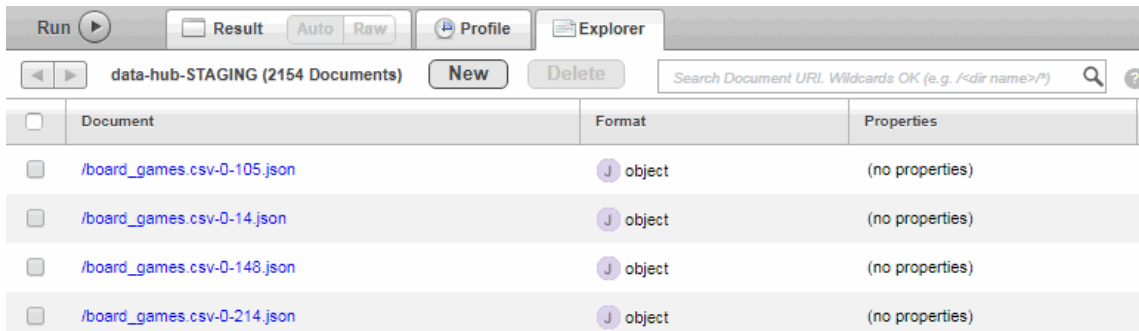 Run Result Auto Raw Profile Explorer
data-hub-STAGING (2154 Documents) New Delete Search Document URI. Wildcards OK (e.g. /<dir name>/*) ?
Document Format Properties
/board_games.csv-0-105.json J object (no properties)
/board_games.csv-0-14.json J object (no properties)
/board_games.csv-0-148.json J object (no properties)
/board_games.csv-0-214.json J object (no properties)